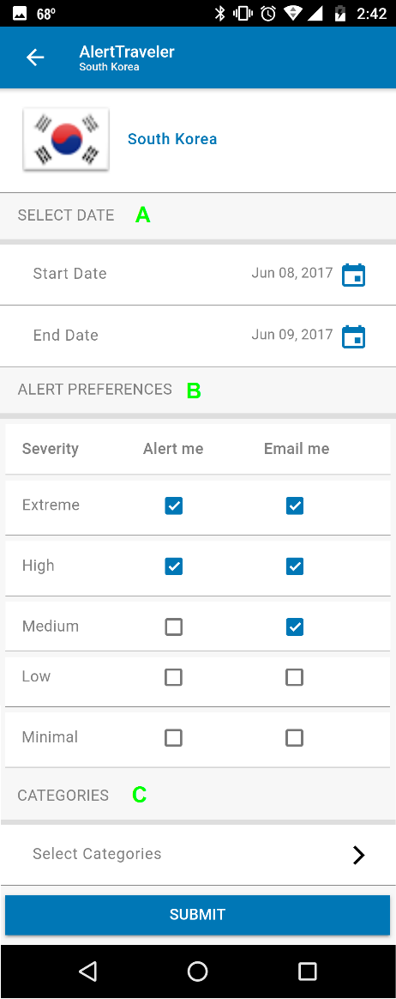 68º 2:42
AlertTraveler
South Korea
South Korea
SELECT DATE A
Start Date Jun 08, 2017
End Date Jun 09, 2017
ALERT PREFERENCES B
Severity Alert me Email me
Extreme
High
Medium
Low
Minimal
CATEGORIES C
Select Categories
SUBMIT